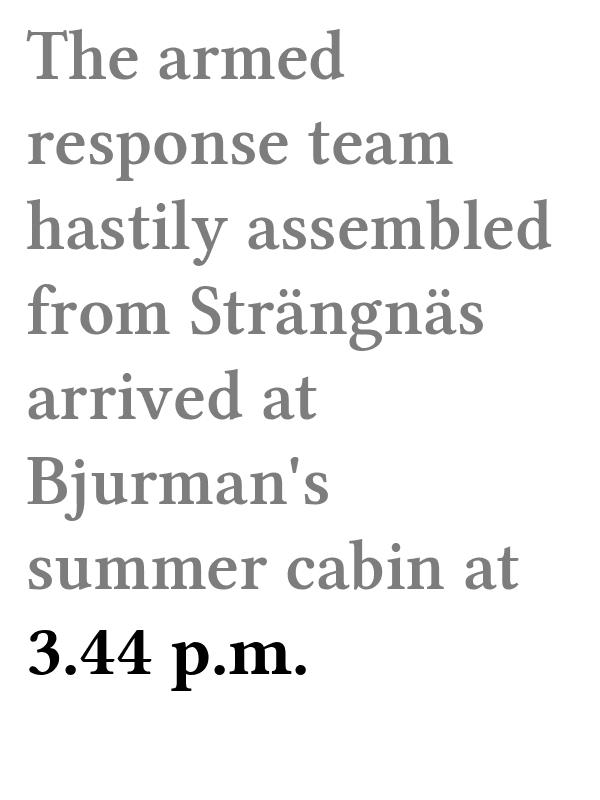 The armed
response team
hastily assembled
from Strängnäs
arrived at
Bjurman's
summer cabin at
3.44 p.m.